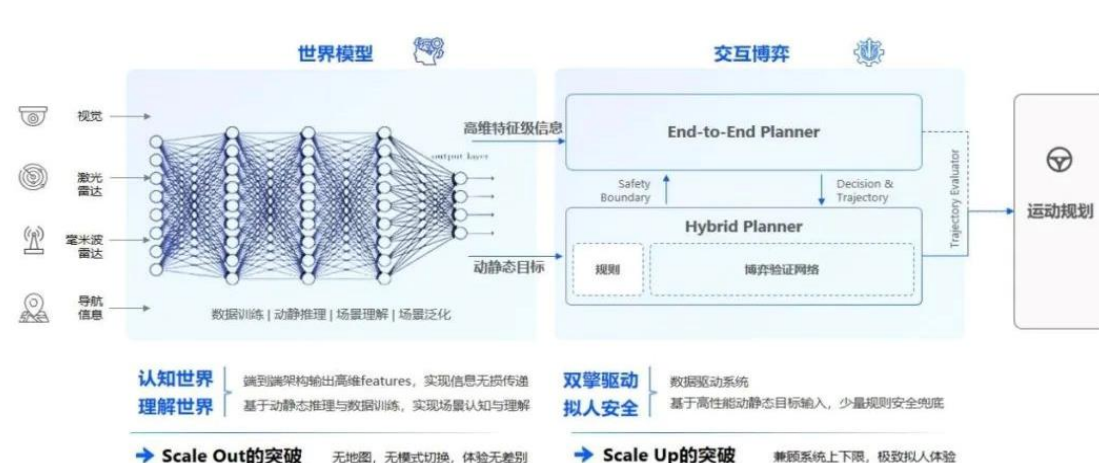 世界模型
交互博弈
视觉
激光
雷达
毫米波
雷达
导航
信息
output layer
数据训练 | 动静推理 | 场景理解 | 场景泛化
高维特征级信息
动静态目标
End-to-End Planner
Safety
Boundary
Decision &
Trajectory
Hybrid Planner
规则
博弈验证网络
Trajectory Evaluator
运动规划
认知世界
理解世界
端到端架构输出高维features，实现信息无损传递
基于动静态推理与数据训练，实现场景认知与理解
双擎驱动
拟人安全
数据驱动系统
基于高性能动静态目标输入，少量规则安全兜底
Scale Out的突破
无地图，无模式切换，体验无差别
Scale Up的突破
兼顾系统上下限，极致拟人体验